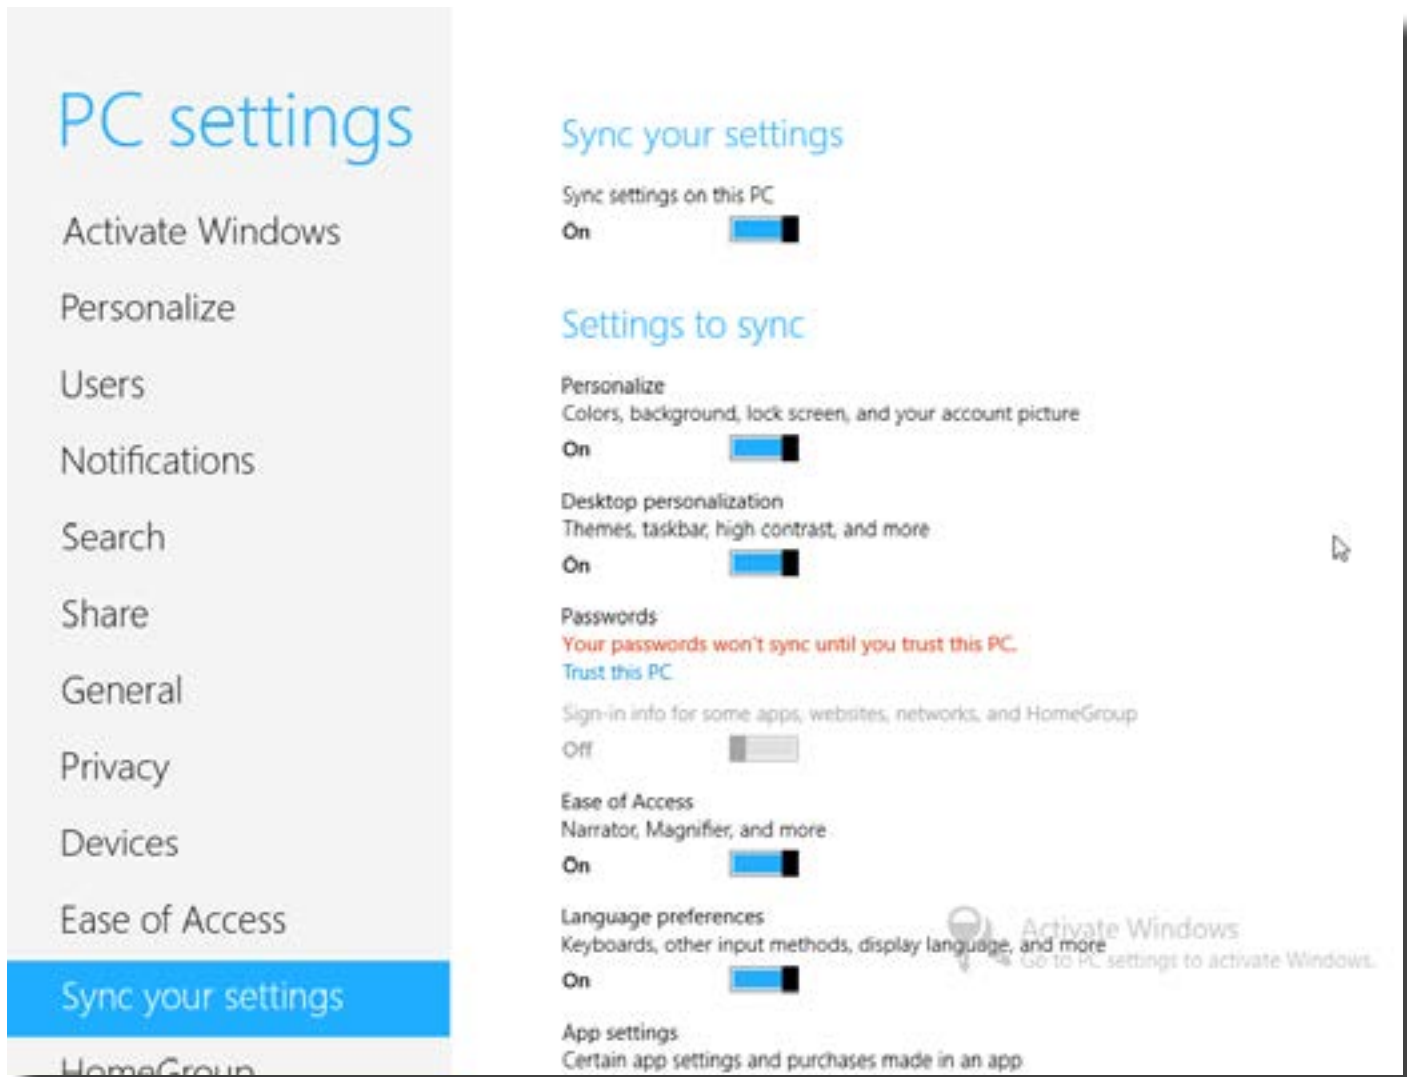 PC settings
Activate Windows
Personalize
Users
Notifications
Search
Share
General
Privacy
Devices
Ease of Access
Sync your settings
HomeGroup
Sync your settings
Sync settings on this PC
On
Settings to sync
Personalize
Colors, background, lock screen, and your account picture
On
Desktop personalization
Themes, taskbar, high contrast, and more
On
Passwords
Your passwords won't sync until you trust this PC.
Trust this PC
Sign-in info for some apps, websites, networks, and HomeGroup
Off
Ease of Access
Narrator, Magnifier, and more
On
Language preferences
Keyboards, other input methods, display language, and more
On
App settings
Certain app settings and purchases made in an app
Activate Windows
Go to PC settings to activate Windows.